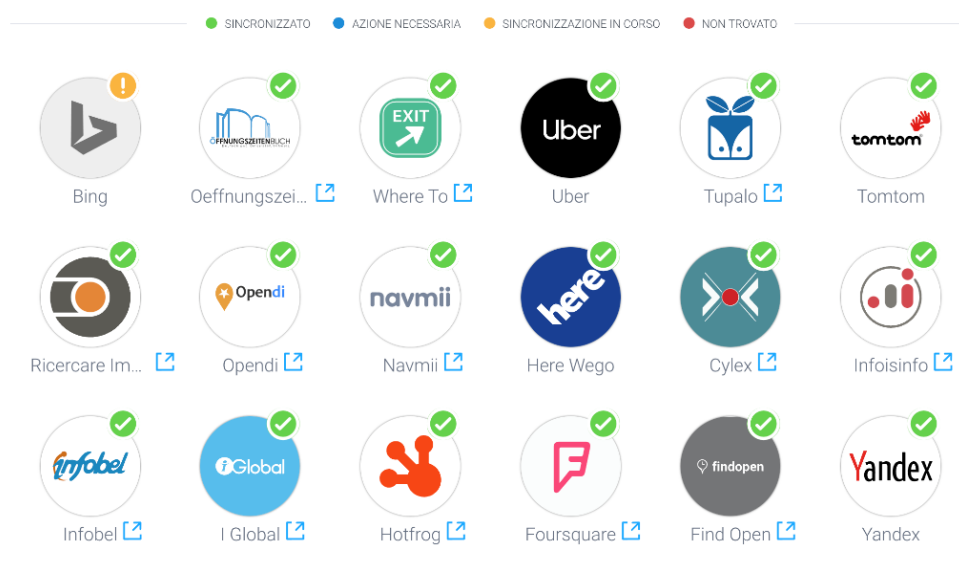 SINCRONIZZATO AZIONE NECESSARIA SINCRONIZZAZIONE IN CORSO NON TROVATO
ÖFFNUNGSZEITENBUCH
EXIT
Uber
tomtom
Bing Oeffnungszei... Where To Uber Tupalo Tomtom
Opendi
navmii
here
Ricercare Im... Opendi Navmii Here Wego Cylex Infoisinfo
infobel
iGlobal
findopen
Yandex
Infobel I Global Hotfrog Foursquare Find Open Yandex